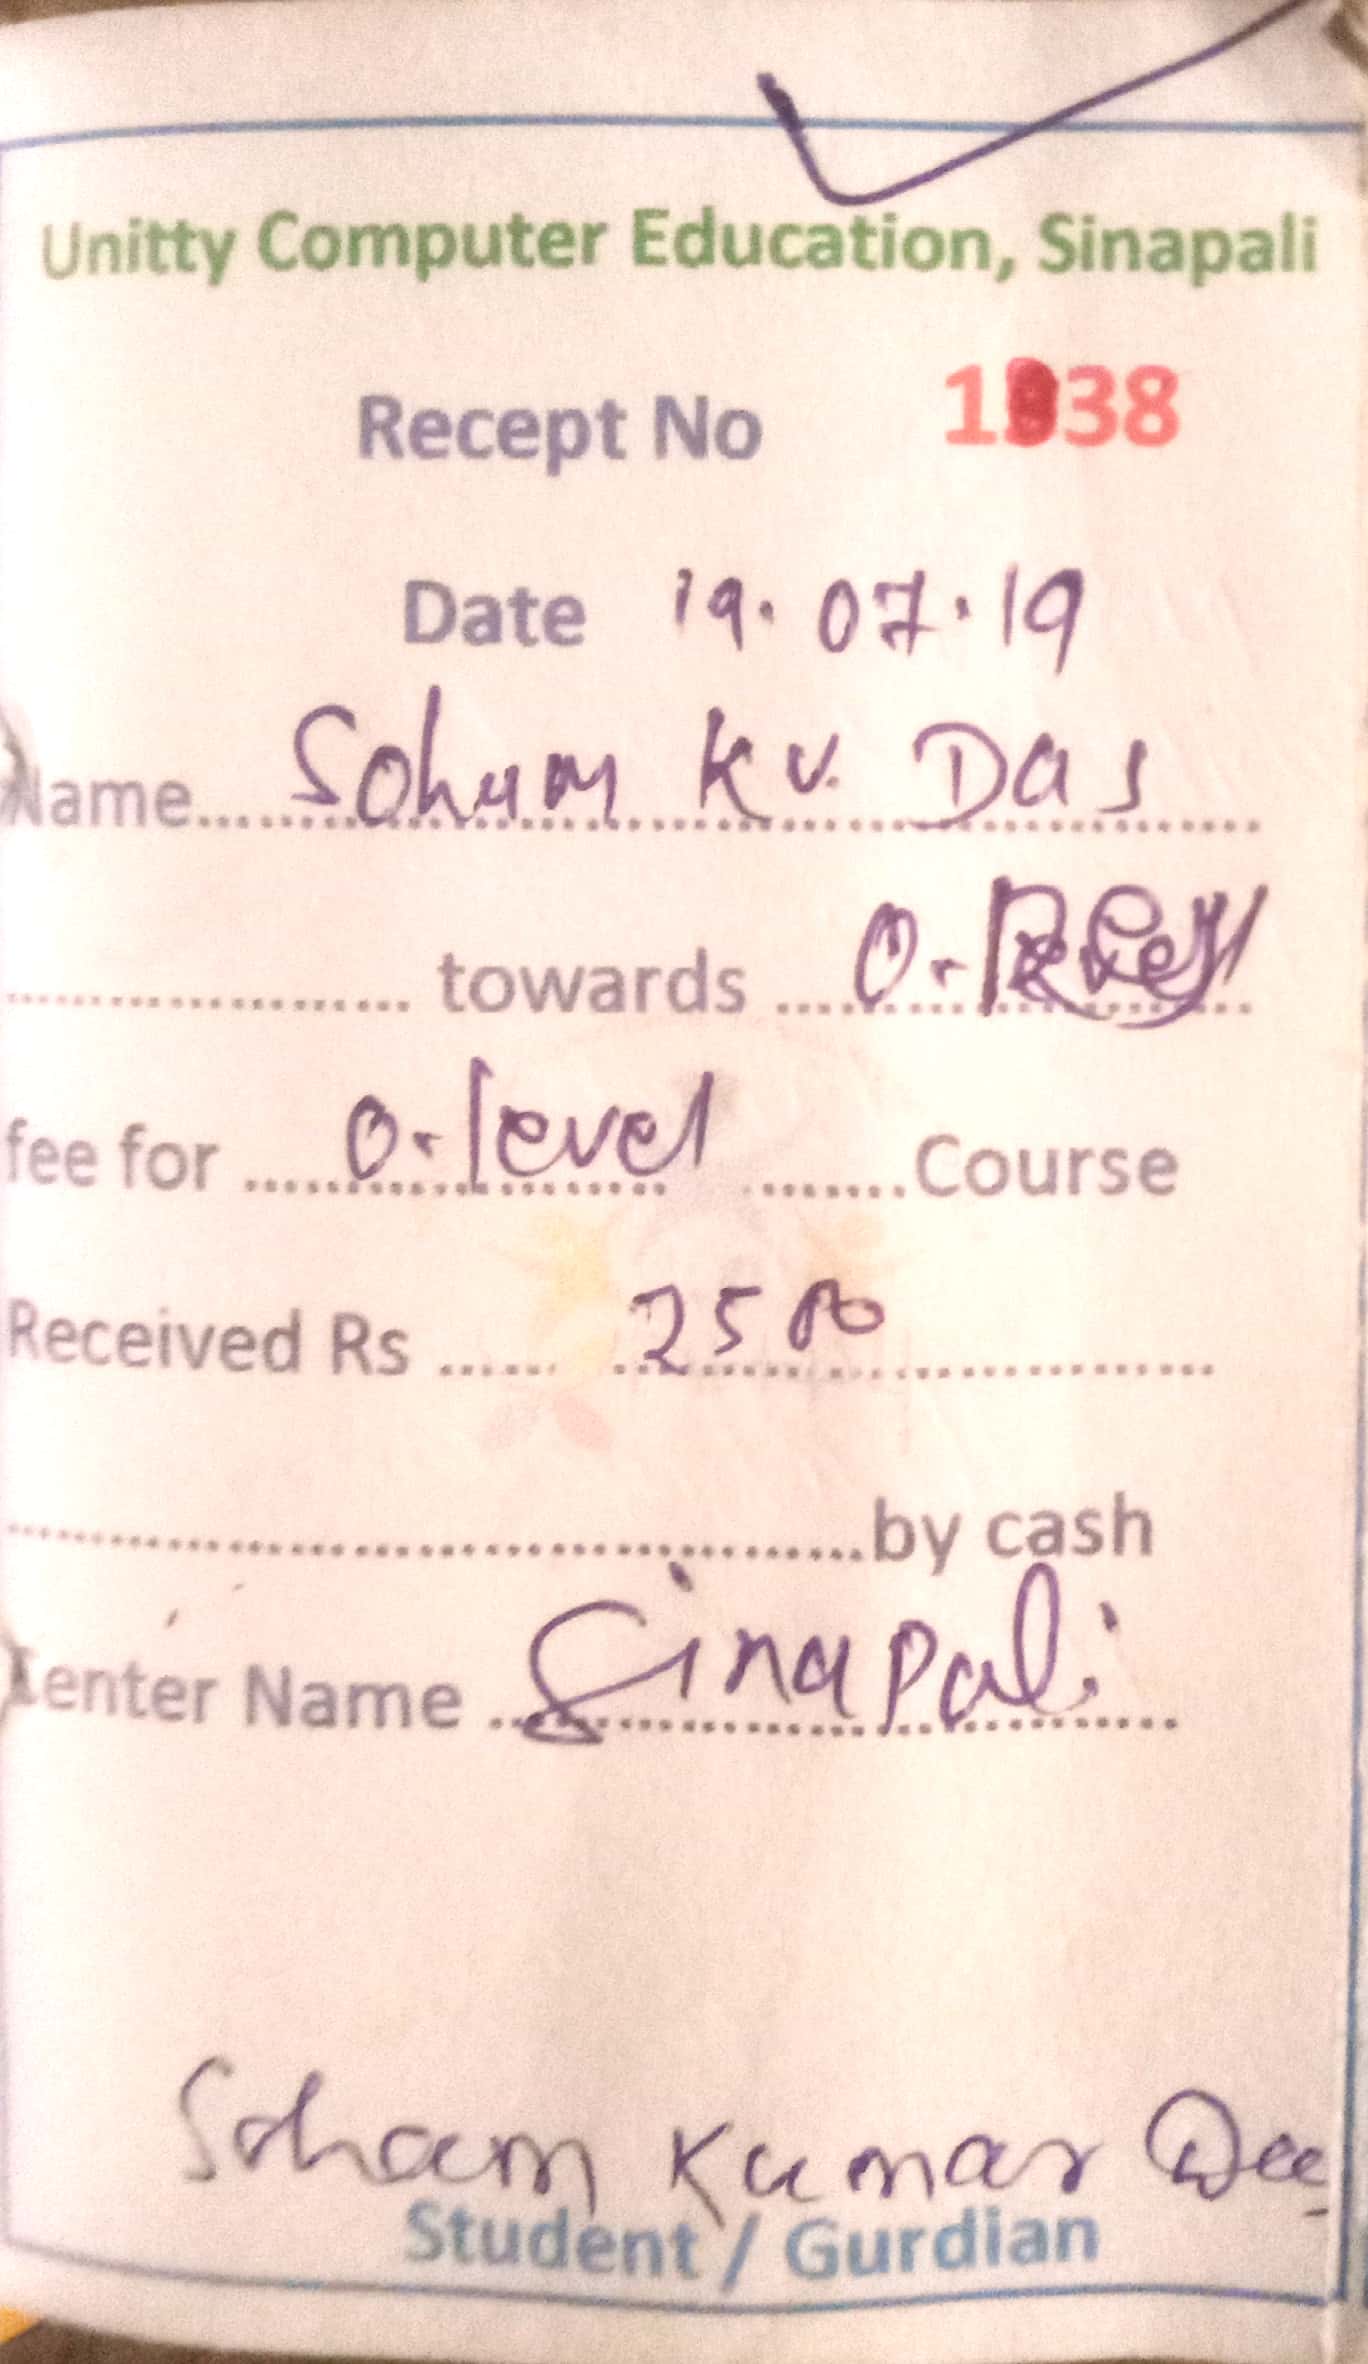 Unitty Computer Education, Sinapali
Recept No
Date 19.07.19
Name....Soham Ku. Das
.................... towards ....O-
fee for ....O-level .......Course
Received Rs ...... 2500
....................by cash
Center Name ..Sinapali
Soham Kumar Das
Student / Gurdian